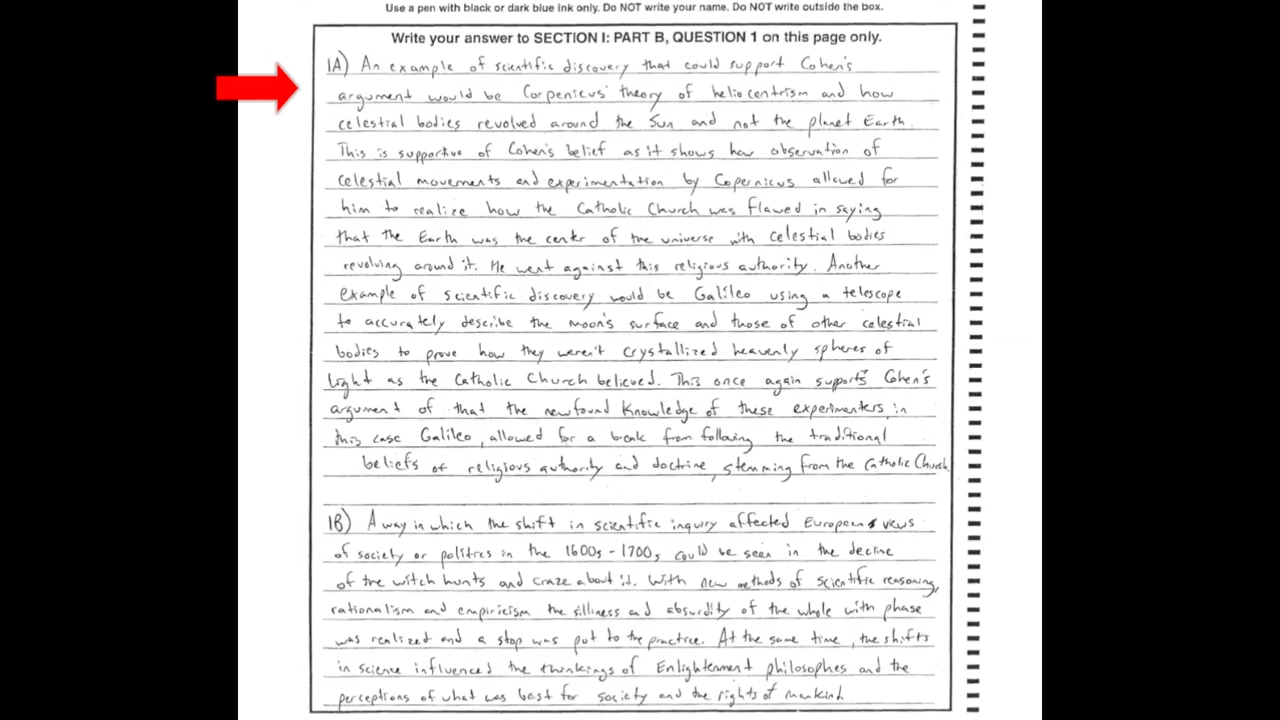 Use a pen with black or dark blue ink only. Do NOT write your name. Do NOT write outside the box.
Write your answer to SECTION I: PART B, QUESTION 1 on this page only.
1A) An example of scientific discovery that could support Cohen's
argument would be Corpenicus' theory of heliocentrism and how
celestial bodies revolved around the Sun and not the planet Earth.
This is supportive of Cohen's belief as it shows how observation of
celestial movements and experimentation by Copernicus allowed for
him to realize how the Catholic Church was flawed in saying
that the Earth was the center of the universe with celestial bodies
revolving around it. He went against this religious authority. Another
example of scientific discovery would be Galileo using a telescope
to accurately describe the moon's surface and those of other celestial
bodies to prove how they weren't crystallized heavenly spheres of
light as the Catholic Church believed. This once again supports Cohen's
argument of that the newfound knowledge of these experimenters, in
this case Galileo, allowed for a break from following the traditional
beliefs of religious authority and doctrine, stemming from the Catholic Church.
1B) A way in which the shift in scientific inquiry affected European views
of society or politics in the 1600s - 1700s could be seen in the decline
of the witch hunts and craze about it. With new methods of scientific reasoning,
rationalism and empiricism the silliness and absurdity of the whole with phase
was realized and a stop was put to the practice. At the same time, the shifts
in science influenced the thinkings of Enlightenment philosophes and the
perceptions of what was best for society and the rights of mankind.